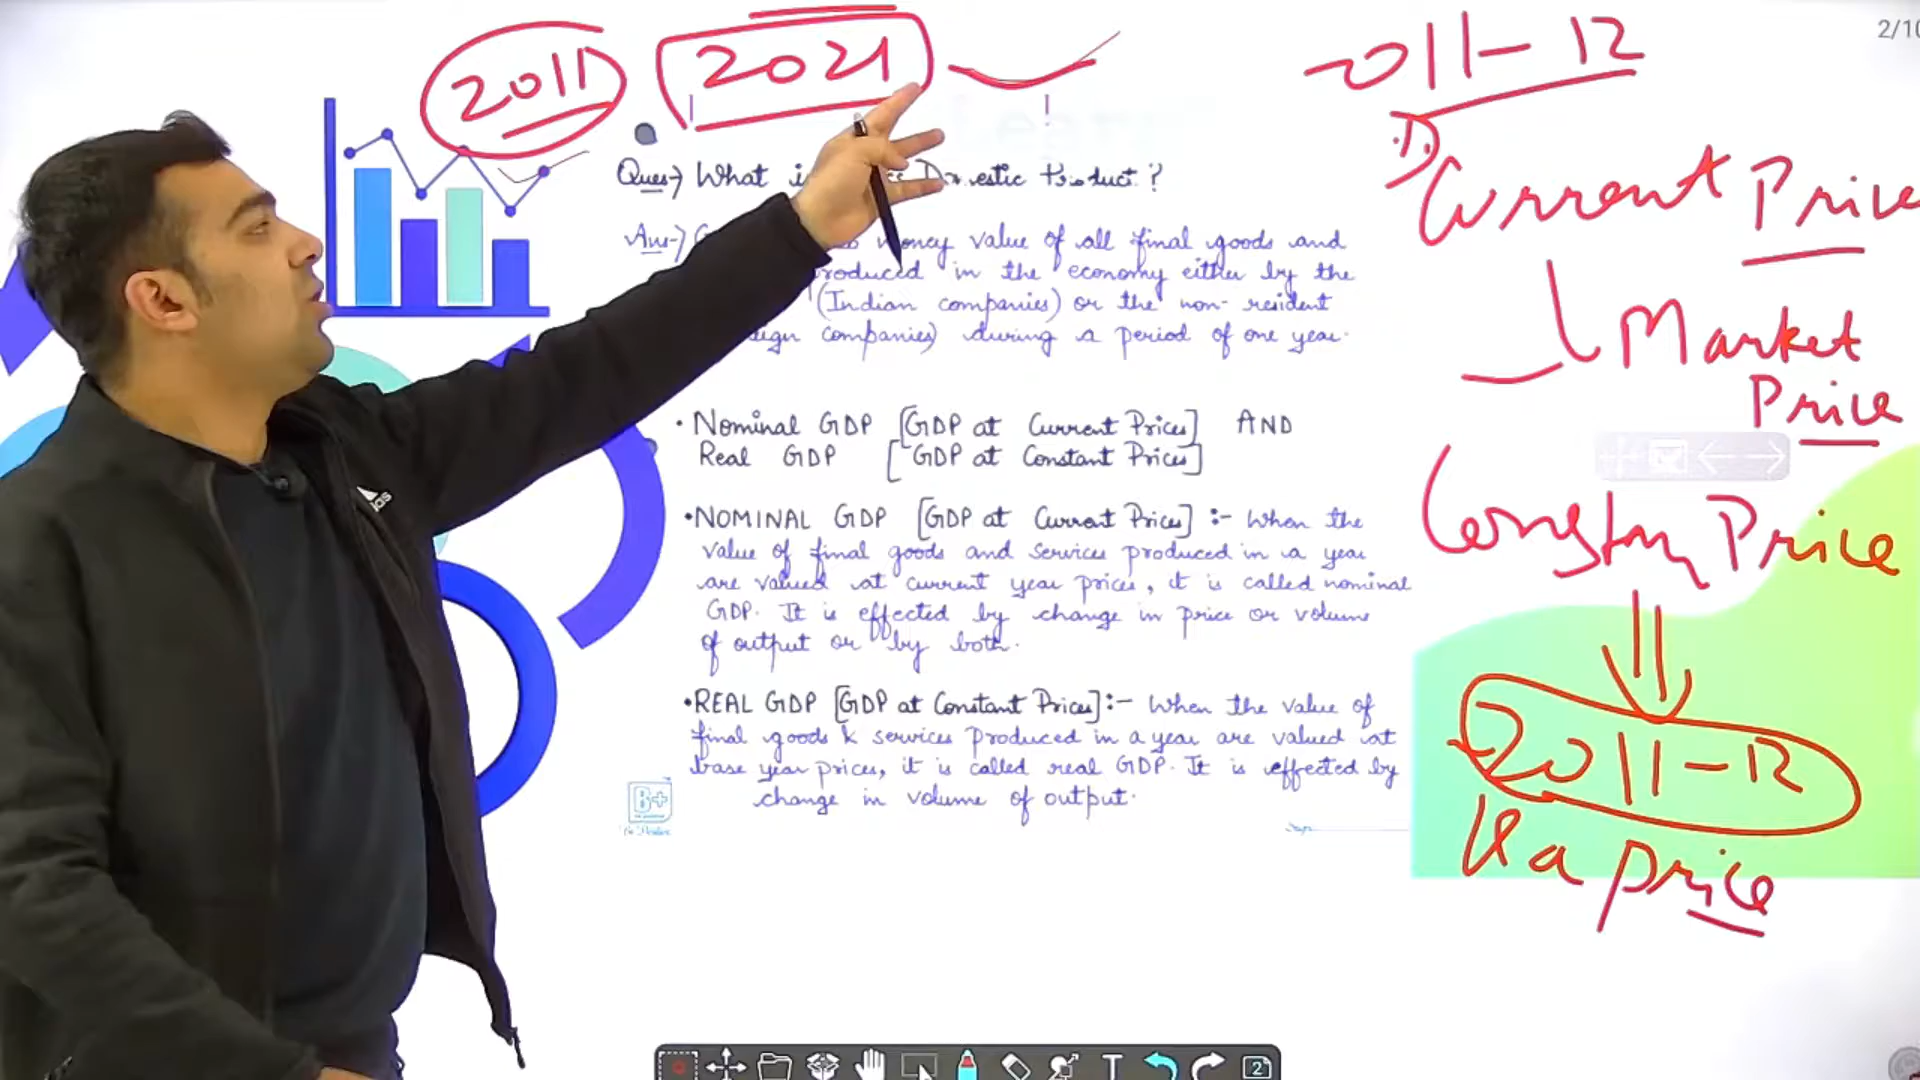 2011 2021
2011-12
2/10
Ques→ What i Domestic Product?
Ans→) G money value of all final goods and
roduced in the economy either by the
(Indian companies) or the non-resident
eign companies) during a period of one year.
• Nominal GDP [GDP at Current Prices] AND
Real GDP [GDP at Constant Prices]
•NOMINAL GDP [GDP at Current Prices] :- When the
value of final goods and services produced in a year
are valued at current year prices, it is called nominal
GDP. It is effected by change in price or volume
of output or by both.
•REAL GDP [GDP at Constant Prices]:- When the value of
final goods & services produced in a year are valued at
base year prices, it is called real GDP. It is effected by
change in volume of output.
B+
1)
Current Price
Market
Price
Price
2011-12
Ka price
das
T
2